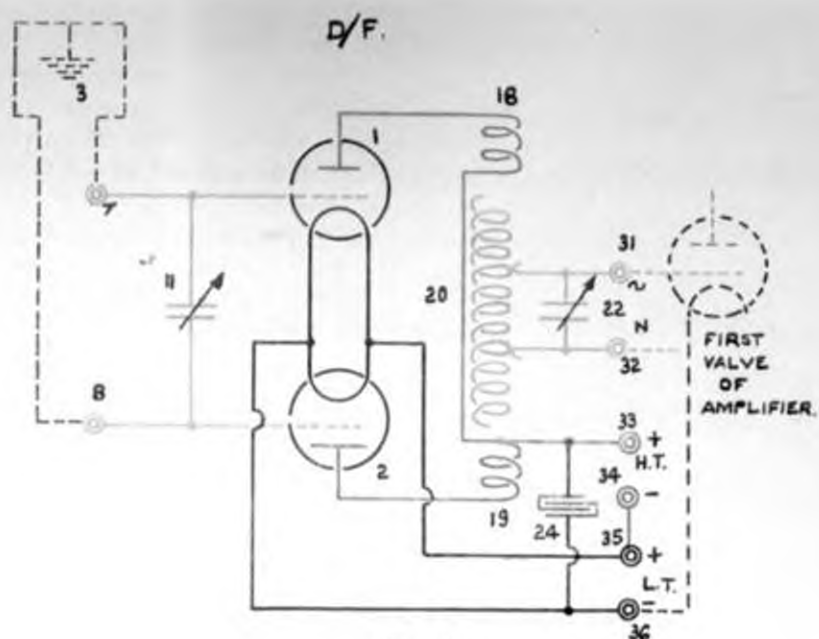 D/F.
3
1
18
7
31
11
20
22
N
8
32
FIRST
VALVE
OF
AMPLIFIER.
33
+
H.T.
2
34
-
19
24
35
+
L.T.
-
36